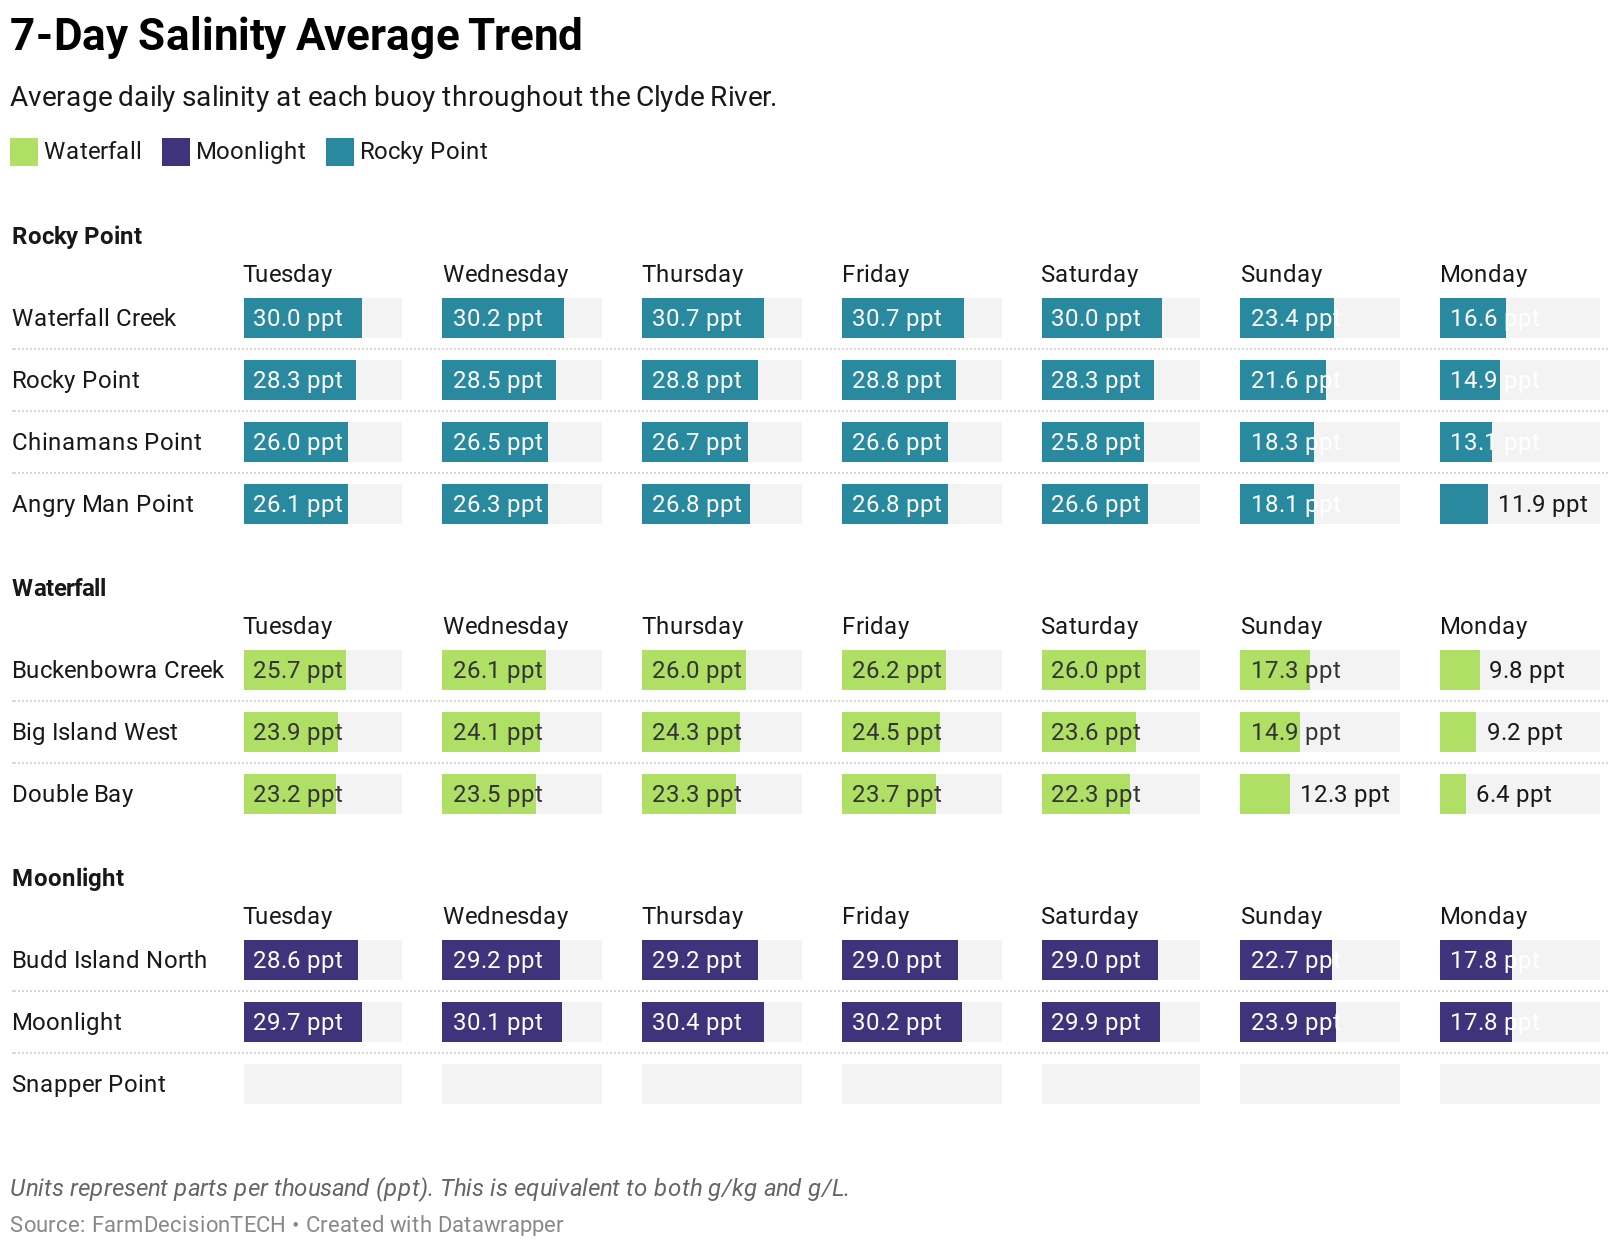 7-Day Salinity Average Trend
Average daily salinity at each buoy throughout the Clyde River.
Waterfall Moonlight Rocky Point
Rocky Point
Tuesday Wednesday Thursday Friday Saturday Sunday Monday
Waterfall Creek 30.0 ppt 30.2 ppt 30.7 ppt 30.7 ppt 30.0 ppt 23.4 ppt 16.6 ppt
Rocky Point 28.3 ppt 28.5 ppt 28.8 ppt 28.8 ppt 28.3 ppt 21.6 ppt 14.9 ppt
Chinamans Point 26.0 ppt 26.5 ppt 26.7 ppt 26.6 ppt 25.8 ppt 18.3 ppt 13.1 ppt
Angry Man Point 26.1 ppt 26.3 ppt 26.8 ppt 26.8 ppt 26.6 ppt 18.1 ppt 11.9 ppt
Waterfall
Tuesday Wednesday Thursday Friday Saturday Sunday Monday
Buckenbowra Creek 25.7 ppt 26.1 ppt 26.0 ppt 26.2 ppt 26.0 ppt 17.3 ppt 9.8 ppt
Big Island West 23.9 ppt 24.1 ppt 24.3 ppt 24.5 ppt 23.6 ppt 14.9 ppt 9.2 ppt
Double Bay 23.2 ppt 23.5 ppt 23.3 ppt 23.7 ppt 22.3 ppt 12.3 ppt 6.4 ppt
Moonlight
Tuesday Wednesday Thursday Friday Saturday Sunday Monday
Budd Island North 28.6 ppt 29.2 ppt 29.2 ppt 29.0 ppt 29.0 ppt 22.7 ppt 17.8 ppt
Moonlight 29.7 ppt 30.1 ppt 30.4 ppt 30.2 ppt 29.9 ppt 23.9 ppt 17.8 ppt
Snapper Point
Units represent parts per thousand (ppt). This is equivalent to both g/kg and g/L.
Source: FarmDecisionTECH • Created with Datawrapper